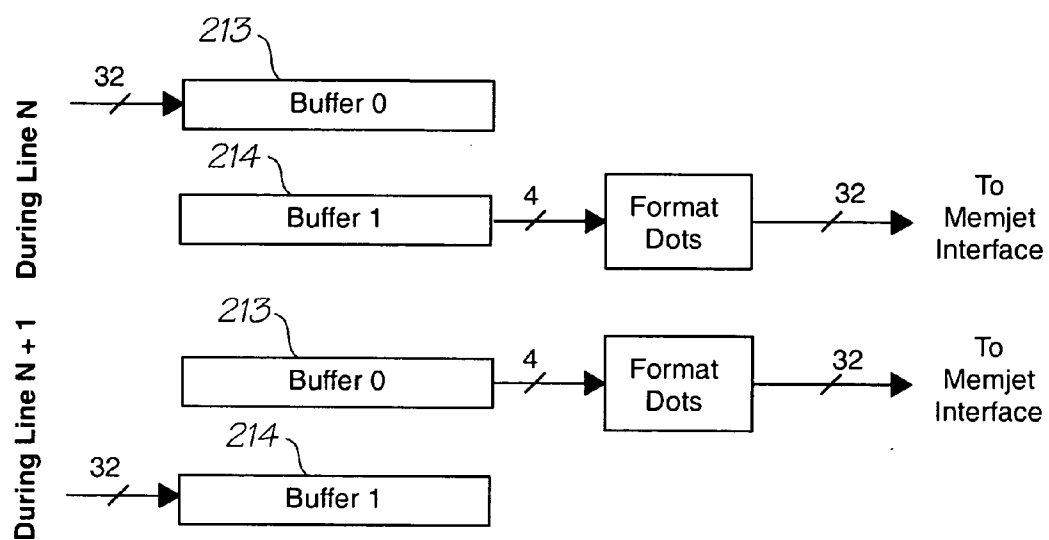 During Line N
213
32
Buffer 0
214
Buffer 1
4
Format
Dots
32
To
Memjet
Interface
During Line N + 1
213
Buffer 0
4
Format
Dots
32
To
Memjet
Interface
214
32
Buffer 1